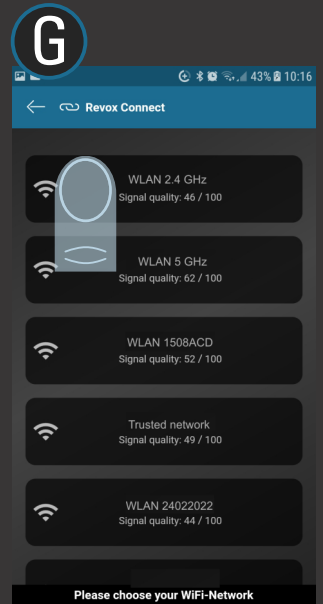 G
43% 10:16
Revox Connect
WLAN 2.4 GHz
Signal quality: 46 / 100
WLAN 5 GHz
Signal quality: 62 / 100
WLAN 1508ACD
Signal quality: 52 / 100
Trusted network
Signal quality: 49 / 100
WLAN 24022022
Signal quality: 44 / 100
Please choose your WiFi-Network